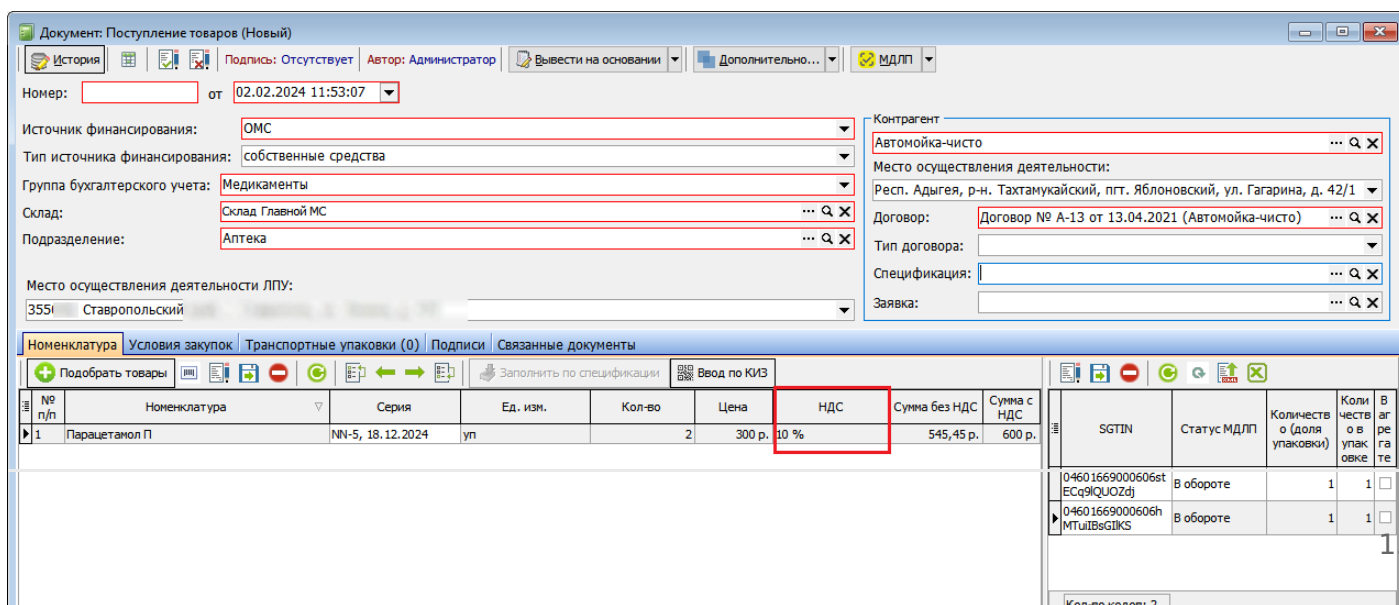 Документ: Поступление товаров (Новый)
История Подпись: Отсутствует Автор: Администратор Вывести на основании Дополнительно... МДЛП
Номер: от 02.02.2024 11:53:07
Источник финансирования: ОМС
Тип источника финансирования: собственные средства
Группа бухгалтерского учета: Медикаменты
Склад: Склад Главной МС
Подразделение: Аптека
Место осуществления деятельности ЛПУ:
Ставропольский
Контрагент
Автомойка-чисто
Место осуществления деятельности:
Респ. Адыгея, р-н. Тахтамукайский, пгт. Яблоновский, ул. Гагарина, д. 42/1
Договор: Договор № А-13 от 13.04.2021 (Автомойка-чисто)
Тип договора:
Спецификация:
Заявка:
Номенклатура Условия закупок Транспортные упаковки (0) Подписи Связанные документы
Подобрать товары Заполнить по спецификации Ввод по КИЗ
№ п/п Номенклатура Серия Ед. изм. Кол-во Цена НДС Сумма без НДС Сумма с НДС
1 Парацетамол П NN-5, 18.12.2024 уп 2 300 р. 10 % 545,45 р. 600 р.
SGTIN Статус МДЛП Количество (доля упаковки) Количество в упаковке В агрегате
04601669000606st
ECq9lQUOZdj В обороте 1 1
04601669000606h
MTuiIBsGIlKS В обороте 1 1
1